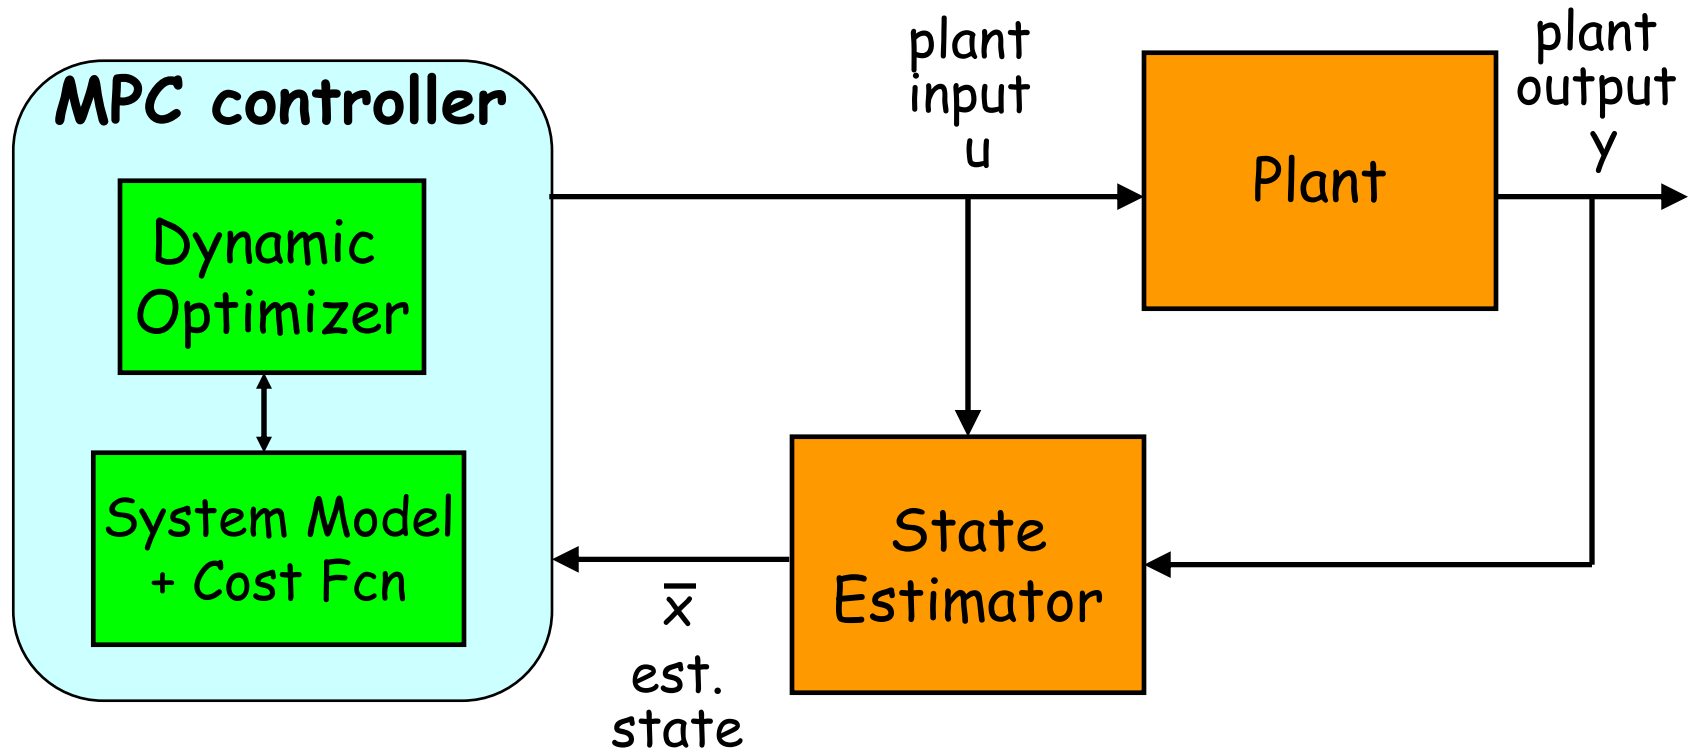 MPC controller
Dynamic
Optimizer
System Model
+ Cost Fcn
plant
input
u
Plant
plant
output
y
State
Estimator
x̅
est.
state